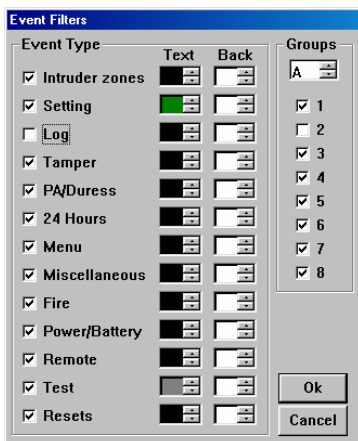 Event Filters
Event Type
Text Back
Groups
A
Intruder zones
1
Setting
2
Log
3
Tamper
4
PA/Duress
5
24 Hours
6
Menu
7
Miscellaneous
8
Fire
Power/Battery
Remote
Test
Ok
Resets
Cancel